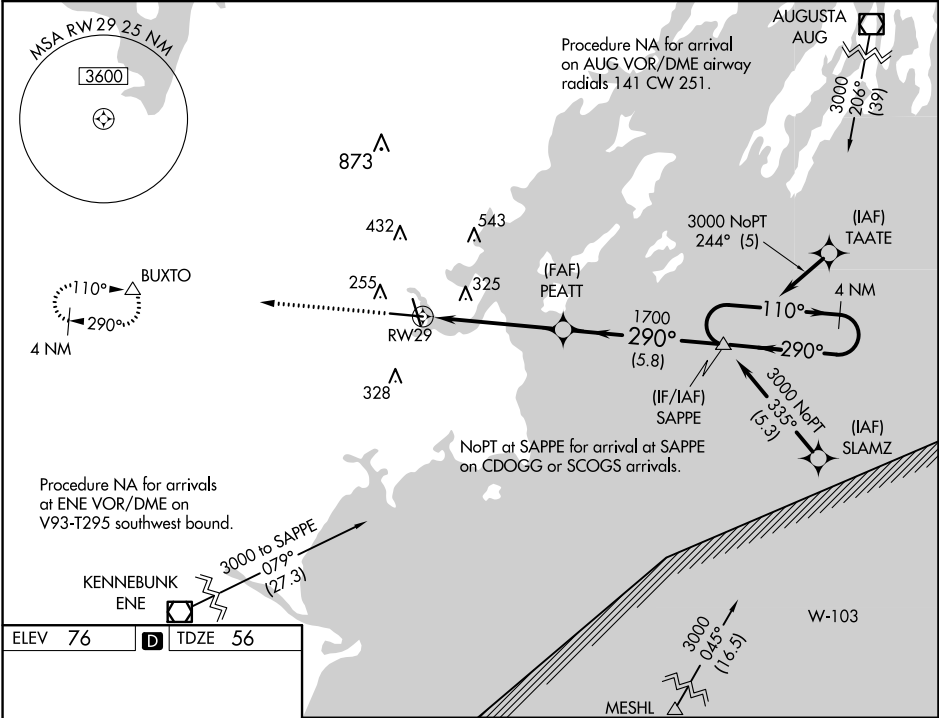 MSA RW29 25 NM
3600
AUGUSTA
AUG
Procedure NA for arrival
on AUG VOR/DME airway
radials 141 CW 251.
3000
206°
(39)
873
432
543
255
325
328
RW29
BUXTO
110°
290°
4 NM
(FAF)
PEATT
1700
290°
(5.8)
3000 NoPT
244° (5)
(IAF)
TAATE
4 NM
110°
290°
(IF/IAF)
SAPPE
3000 NoPT
335°
(5.3)
(IAF)
SLAMZ
NoPT at SAPPE for arrival at SAPPE
on CDOGG or SCOGS arrivals.
Procedure NA for arrivals
at ENE VOR/DME on
V93-T295 southwest bound.
3000 to SAPPE
079°
(27.3)
KENNEBUNK
ENE
W-103
3000
045°
(16.5)
MESHL
ELEV 76 D TDZE 56